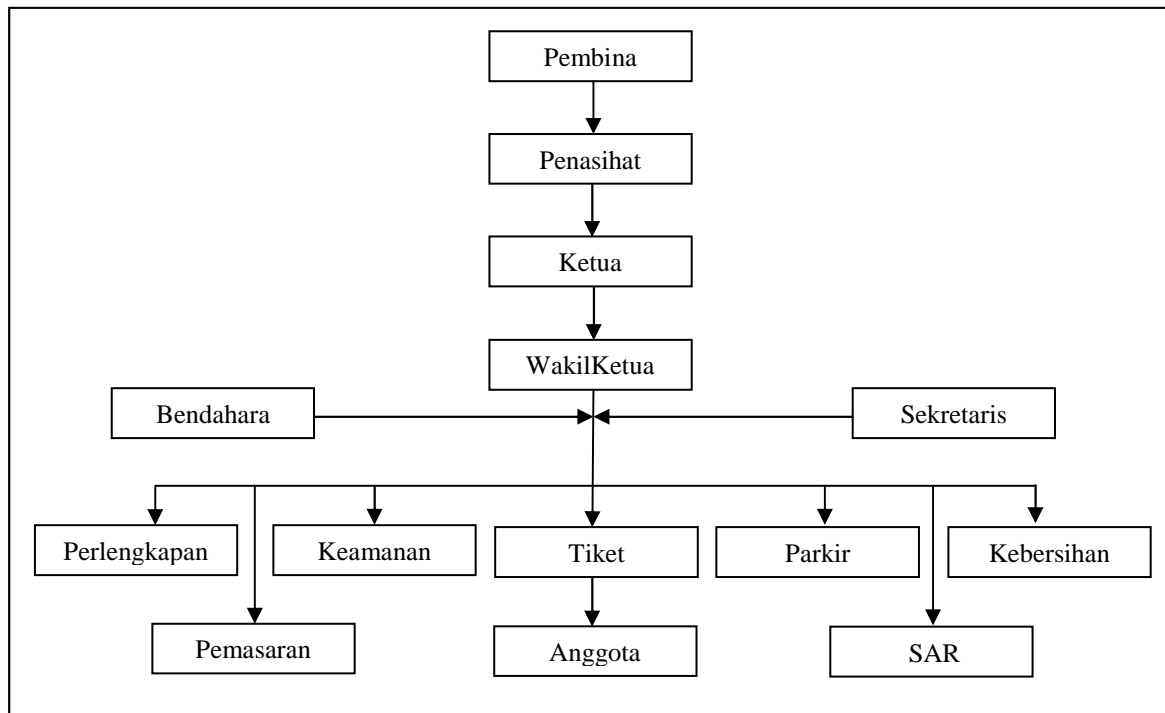 Pembina
Penasihat
Ketua
WakilKetua
Bendahara
Sekretaris
Perlengkapan
Keamanan
Tiket
Parkir
Kebersihan
Pemasaran
Anggota
SAR